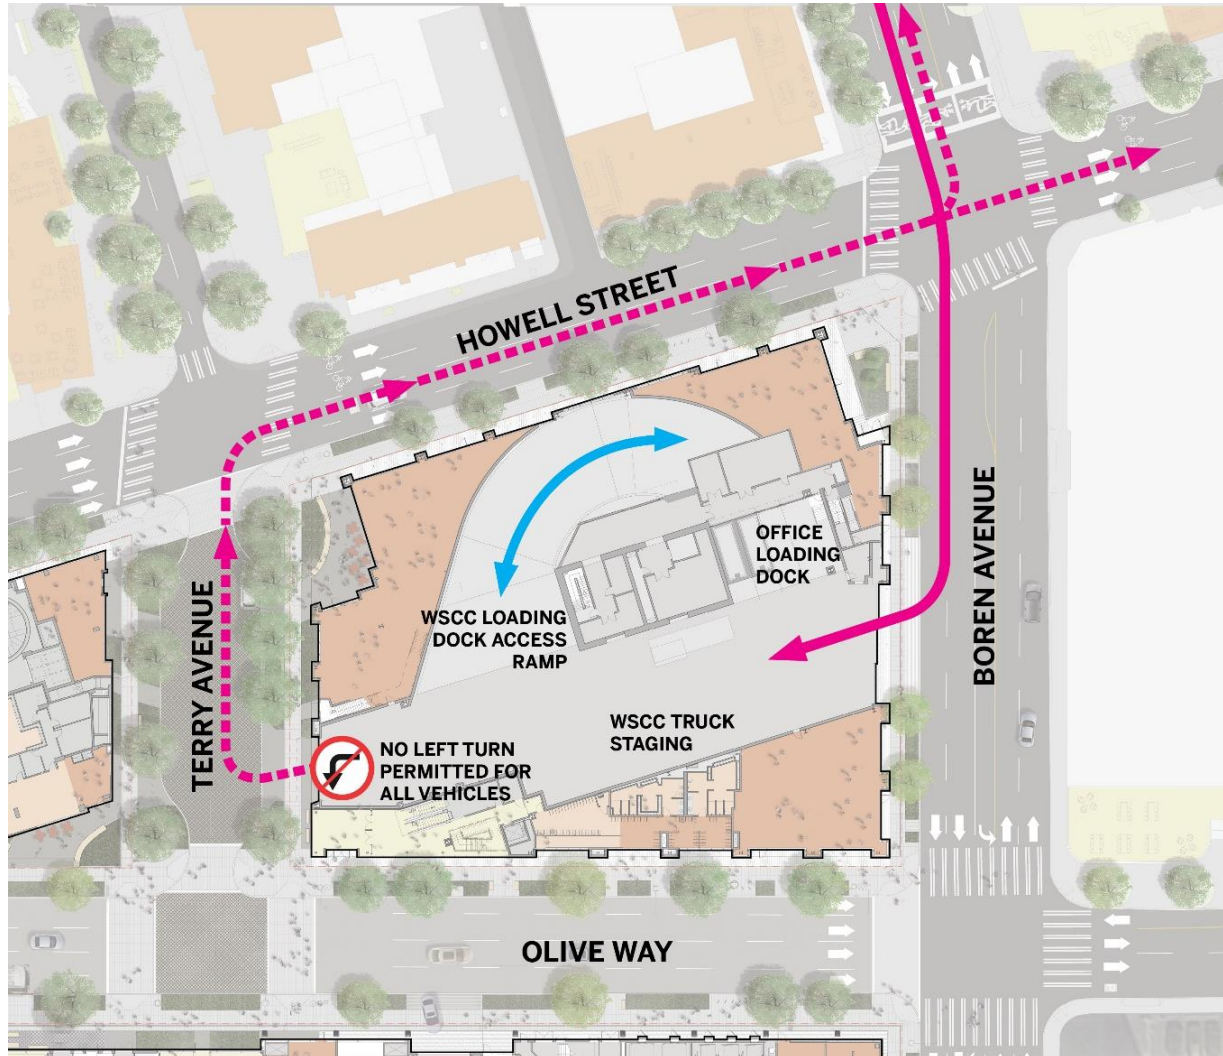 HOWELL STREET
OFFICE
LOADING
DOCK
WSCC LOADING
DOCK ACCESS
RAMP
TERRY AVENUE
BOREN AVENUE
WSCC TRUCK
STAGING
NO LEFT TURN
PERMITTED FOR
ALL VEHICLES
OLIVE WAY